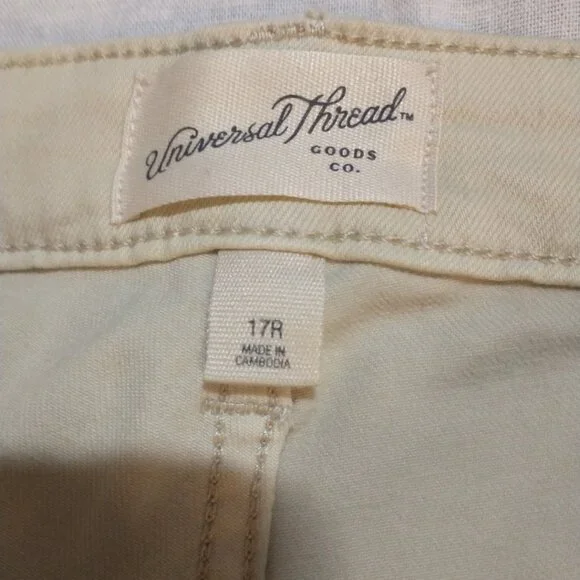 Universal Thread™
GOODS
CO.
17R
MADE IN
CAMBODIA